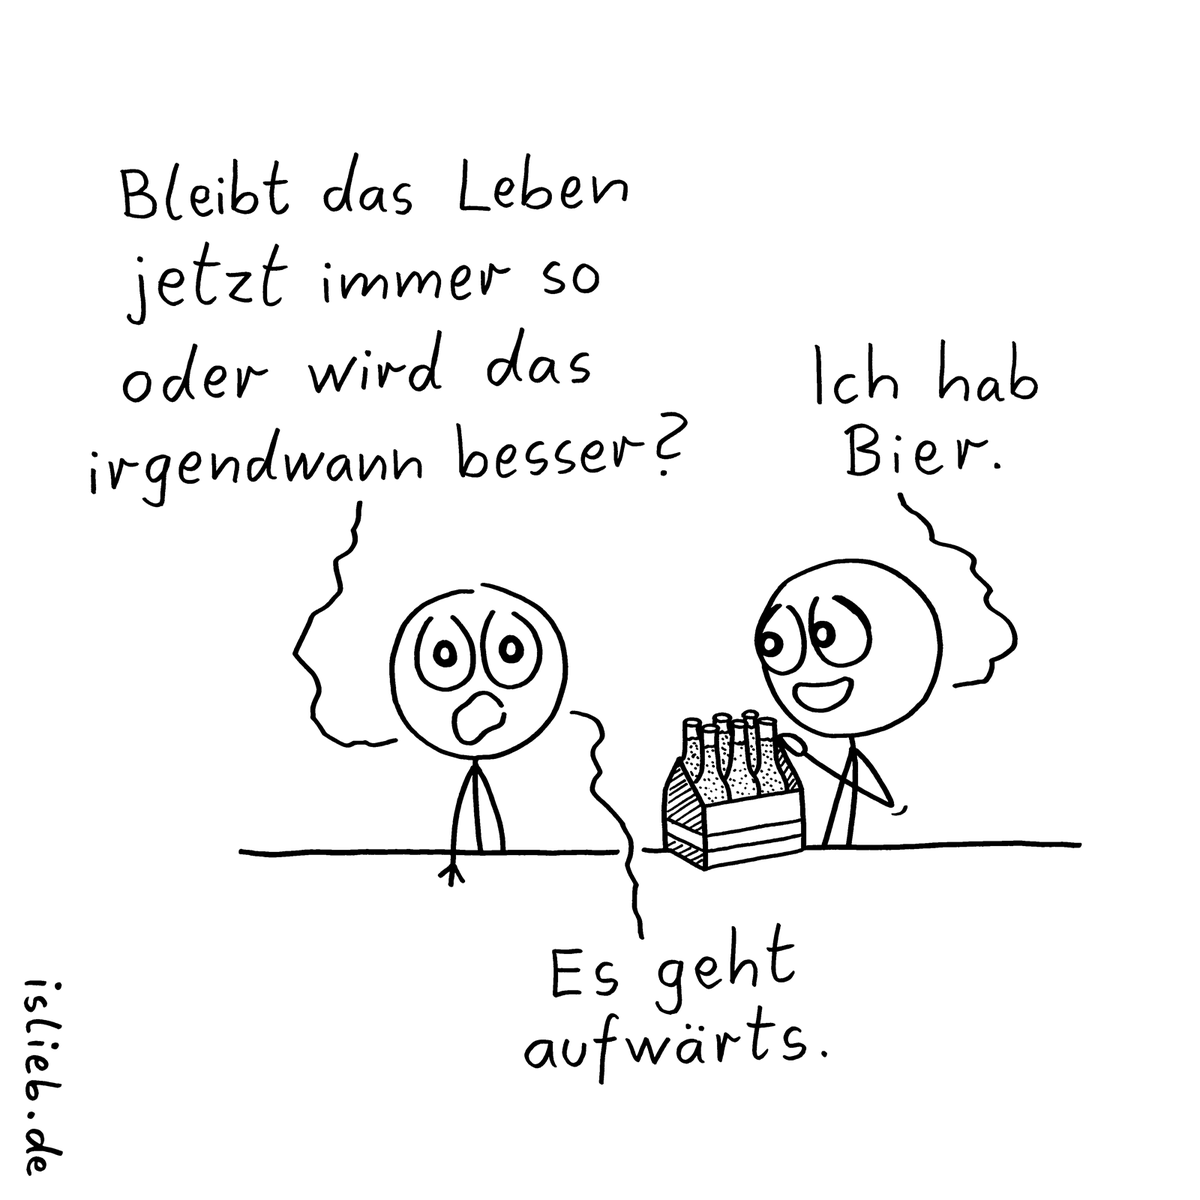 Bleibt das Leben
jetzt immer so
oder wird das
irgendwann besser?
Ich hab
Bier.
Es geht
aufwärts.
islieb.de